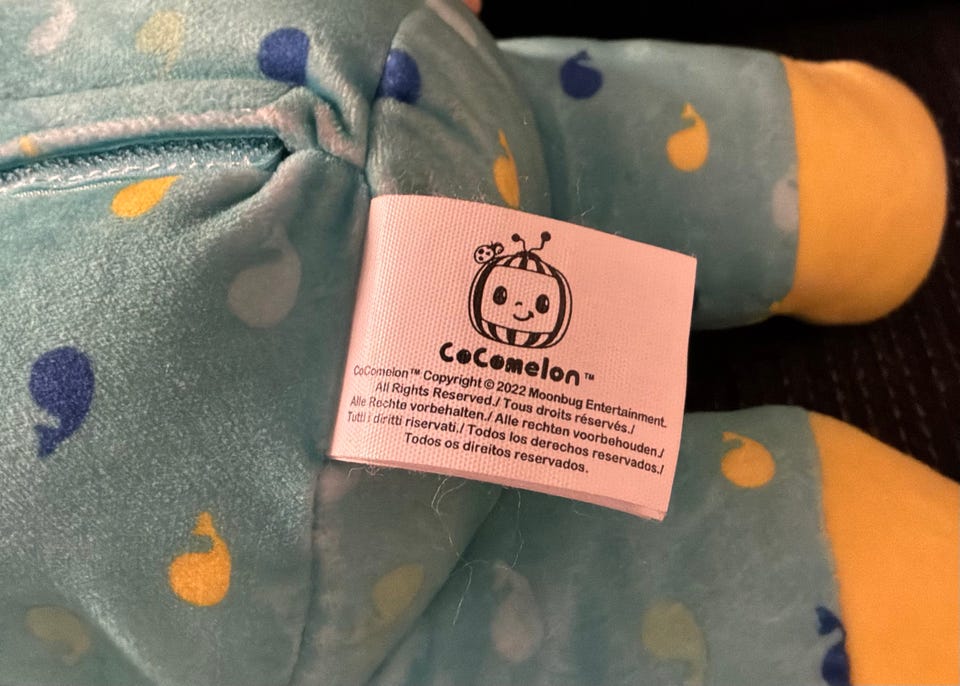 CoComelon™
CoComelon™ Copyright © 2022 Moonbug Entertainment.
All Rights Reserved./ Tous droits réservés./
Alle Rechte vorbehalten./ Alle rechten voorbehouden./
Tutti i diritti riservati./ Todos los derechos reservados./
Todos os direitos reservados.